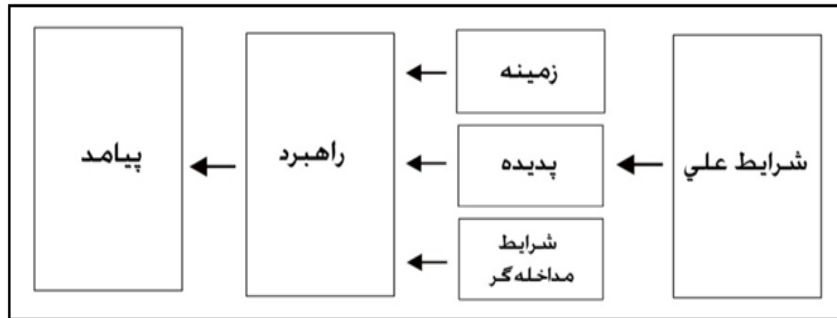 شرايط علي
زمينه
پديده
شرايط
مداخله‌گر
راهبرد
پيامد